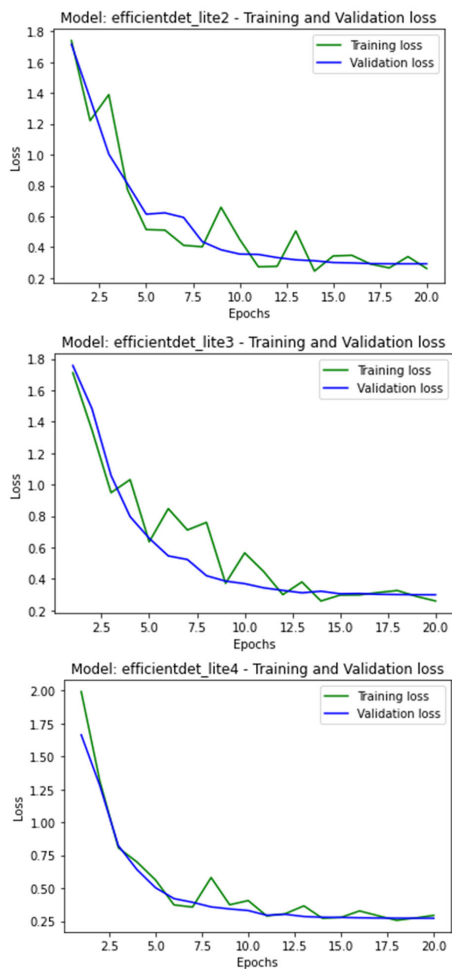 Model: efficientdet_lite2 - Training and Validation loss
1.8
1.6
1.4
1.2
1.0
0.8
0.6
0.4
0.2
Loss
Training loss
Validation loss
2.5 5.0 7.5 10.0 12.5 15.0 17.5 20.0
Epochs
Model: efficientdet_lite3 - Training and Validation loss
1.8
1.6
1.4
1.2
1.0
0.8
0.6
0.4
0.2
Loss
Training loss
Validation loss
2.5 5.0 7.5 10.0 12.5 15.0 17.5 20.0
Epochs
Model: efficientdet_lite4 - Training and Validation loss
2.00
1.75
1.50
1.25
1.00
0.75
0.50
0.25
Loss
Training loss
Validation loss
2.5 5.0 7.5 10.0 12.5 15.0 17.5 20.0
Epochs